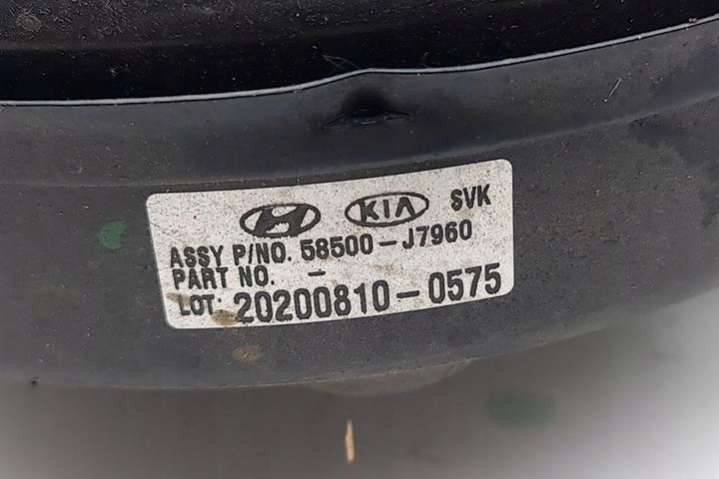 KIA SVK
ASSY P/NO. 58500-J7960
PART NO. -
LOT: 20200810-0575